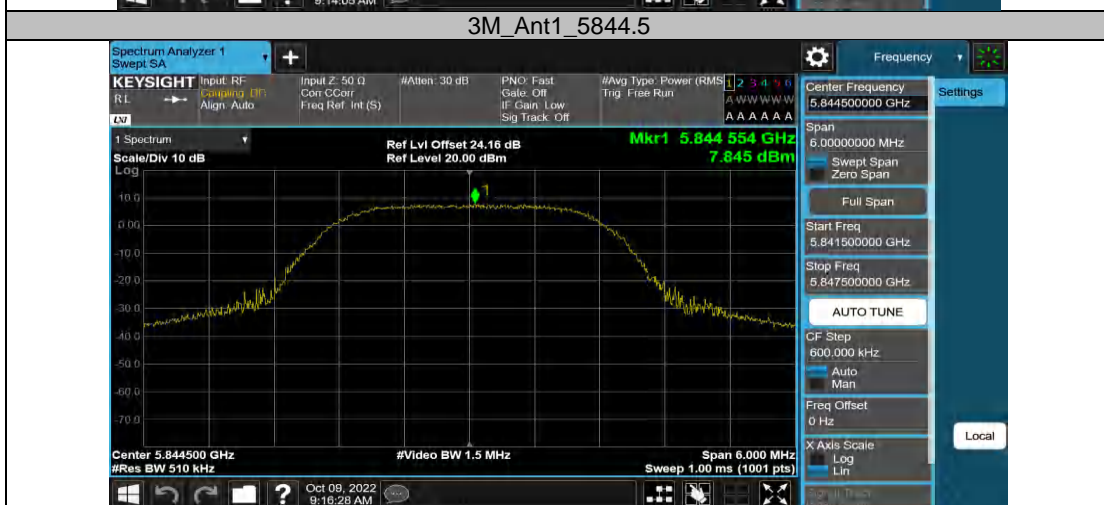 9:14:05 AM
3M_Ant1_5844.5
Spectrum Analyzer 1
Swept SA
Frequency
KEYSIGHT
RL
LXI
Input: RF
Coupling: DC
Align: Auto
Input Z: 50 Ω
Corr CCorr
Freq Ref: Int (S)
#Atten: 30 dB
PNO: Fast
Gate: Off
IF Gain: Low
Sig Track: Off
#Avg Type: Power (RMS
Trig: Free Run
1 2 3 4 5 6
A W W W W W
A A A A A A
Center Frequency
5.844500000 GHz
Settings
Span
6.00000000 MHz
Swept Span
Zero Span
Full Span
Start Freq
5.841500000 GHz
Stop Freq
5.847500000 GHz
AUTO TUNE
CF Step
600.000 kHz
Auto
Man
Freq Offset
0 Hz
X Axis Scale
Log
Lin
Signal Track
Local
1 Spectrum
Scale/Div 10 dB
Log
Ref Lvl Offset 24.16 dB
Ref Level 20.00 dBm
Mkr1 5.844 554 GHz
7.845 dBm
1
10.0
0.00
-10.0
-20.0
-30.0
-40.0
-50.0
-60.0
-70.0
Center 5.844500 GHz
#Res BW 510 kHz
#Video BW 1.5 MHz
Span 6.000 MHz
Sweep 1.00 ms (1001 pts)
?
Oct 09, 2022
9:16:28 AM